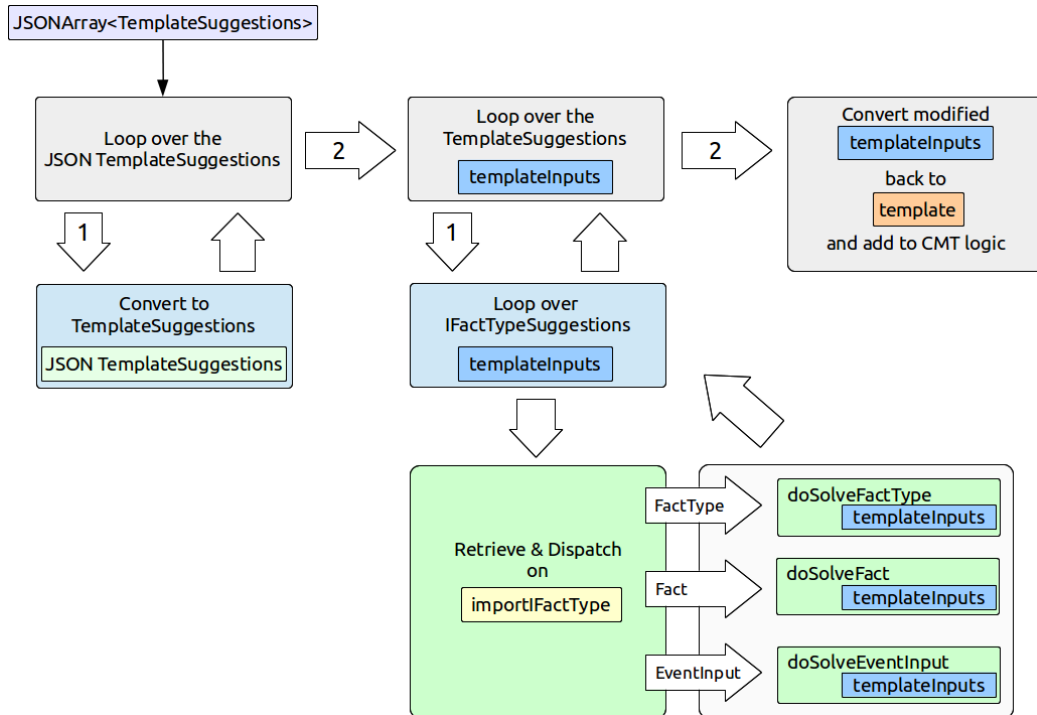 JSONArray<TemplateSuggestions>
Loop over the
JSON TemplateSuggestions
2
Loop over the
TemplateSuggestions
templateInputs
2
Convert modified
templateInputs
back to
template
and add to CMT logic
1
1
Convert to
TemplateSuggestions
JSON TemplateSuggestions
Loop over
IFactTypeSuggestions
templateInputs
Retrieve & Dispatch
on
importIFactType
FactType
doSolveFactType
templateInputs
Fact
doSolveFact
templateInputs
EventInput
doSolveEventInput
templateInputs